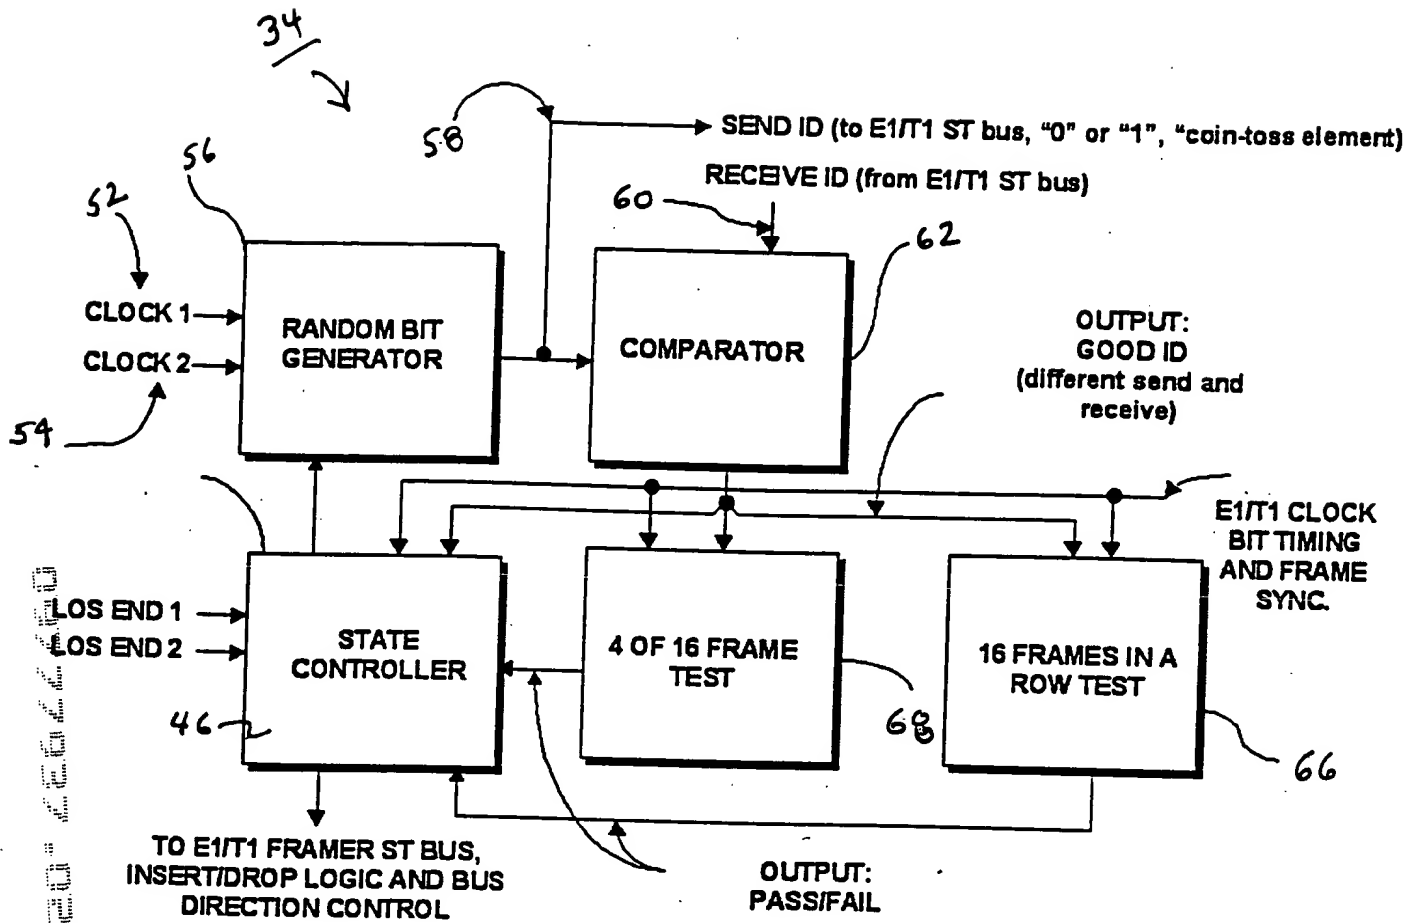 34
58
SEND ID (to E1/T1 ST bus, "0" or "1", "coin-toss element)
RECEIVE ID (from E1/T1 ST bus)
56
52
60
62
CLOCK 1
CLOCK 2
54
RANDOM BIT
GENERATOR
COMPARATOR
OUTPUT:
GOOD ID
(different send and
receive)
E1/T1 CLOCK
BIT TIMING
AND FRAME
SYNC.
LOS END 1
LOS END 2
STATE
CONTROLLER
46
4 OF 16 FRAME
TEST
68
16 FRAMES IN A
ROW TEST
66
TO E1/T1 FRAMER ST BUS,
INSERT/DROP LOGIC AND BUS
DIRECTION CONTROL
OUTPUT:
PASS/FAIL